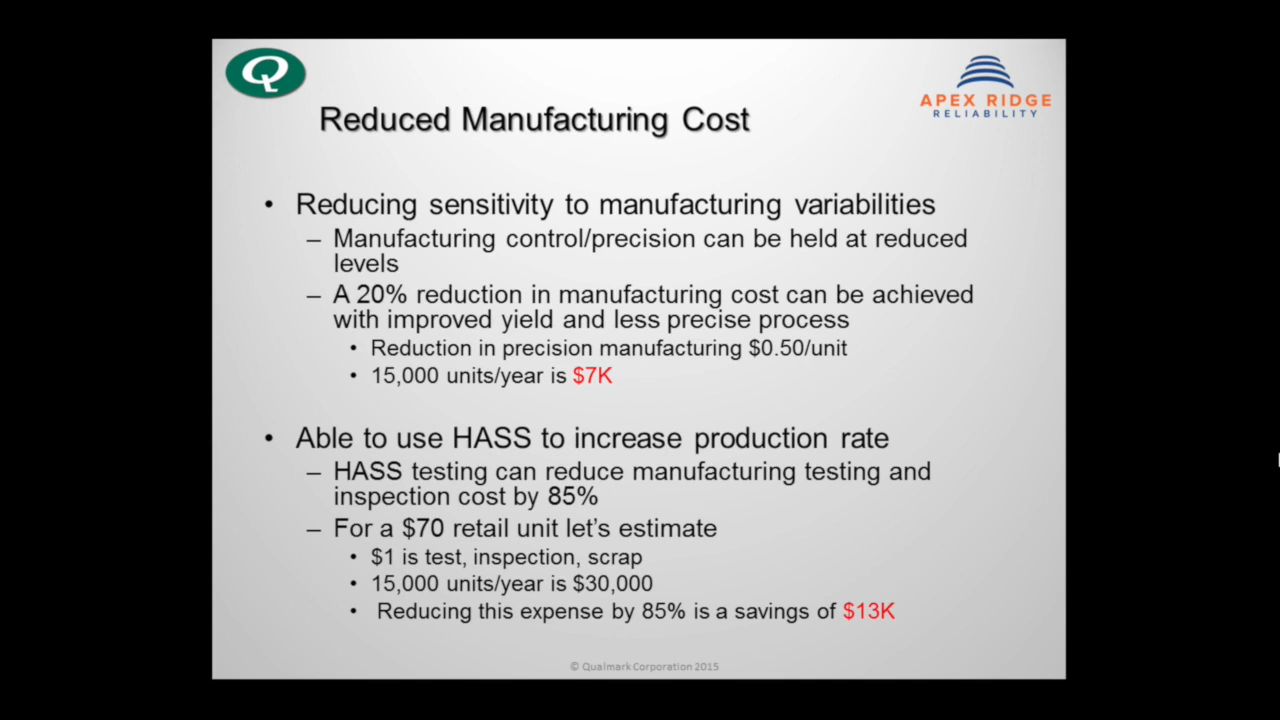 Q
APEX RIDGE
RELIABILITY
Reduced Manufacturing Cost
• Reducing sensitivity to manufacturing variabilities
– Manufacturing control/precision can be held at reduced
levels
– A 20% reduction in manufacturing cost can be achieved
with improved yield and less precise process
• Reduction in precision manufacturing $0.50/unit
• 15,000 units/year is $7K
• Able to use HASS to increase production rate
– HASS testing can reduce manufacturing testing and
inspection cost by 85%
– For a $70 retail unit let’s estimate
• $1 is test, inspection, scrap
• 15,000 units/year is $30,000
• Reducing this expense by 85% is a savings of $13K
© Qualmark Corporation 2015